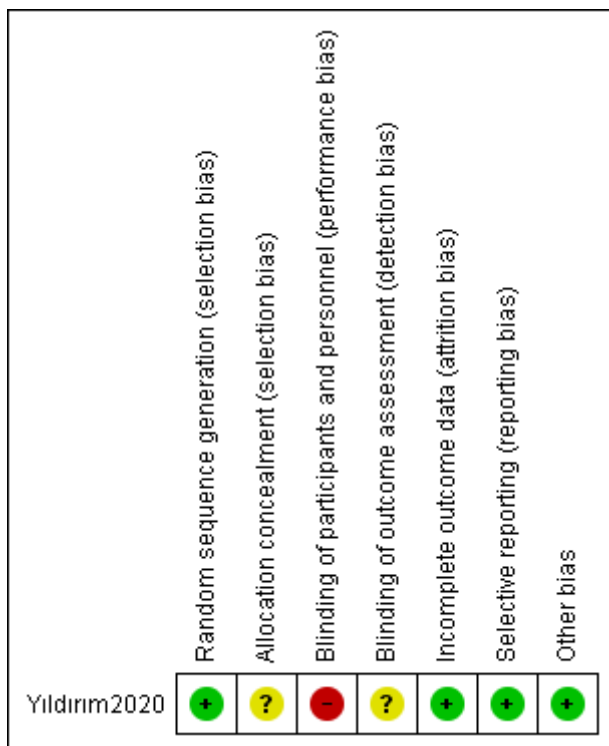 Random sequence generation (selection bias)
Allocation concealment (selection bias)
Blinding of participants and personnel (performance bias)
Blinding of outcome assessment (detection bias)
Incomplete outcome data (attrition bias)
Selective reporting (reporting bias)
Other bias
Yıldırım2020 + ? - ? + + +